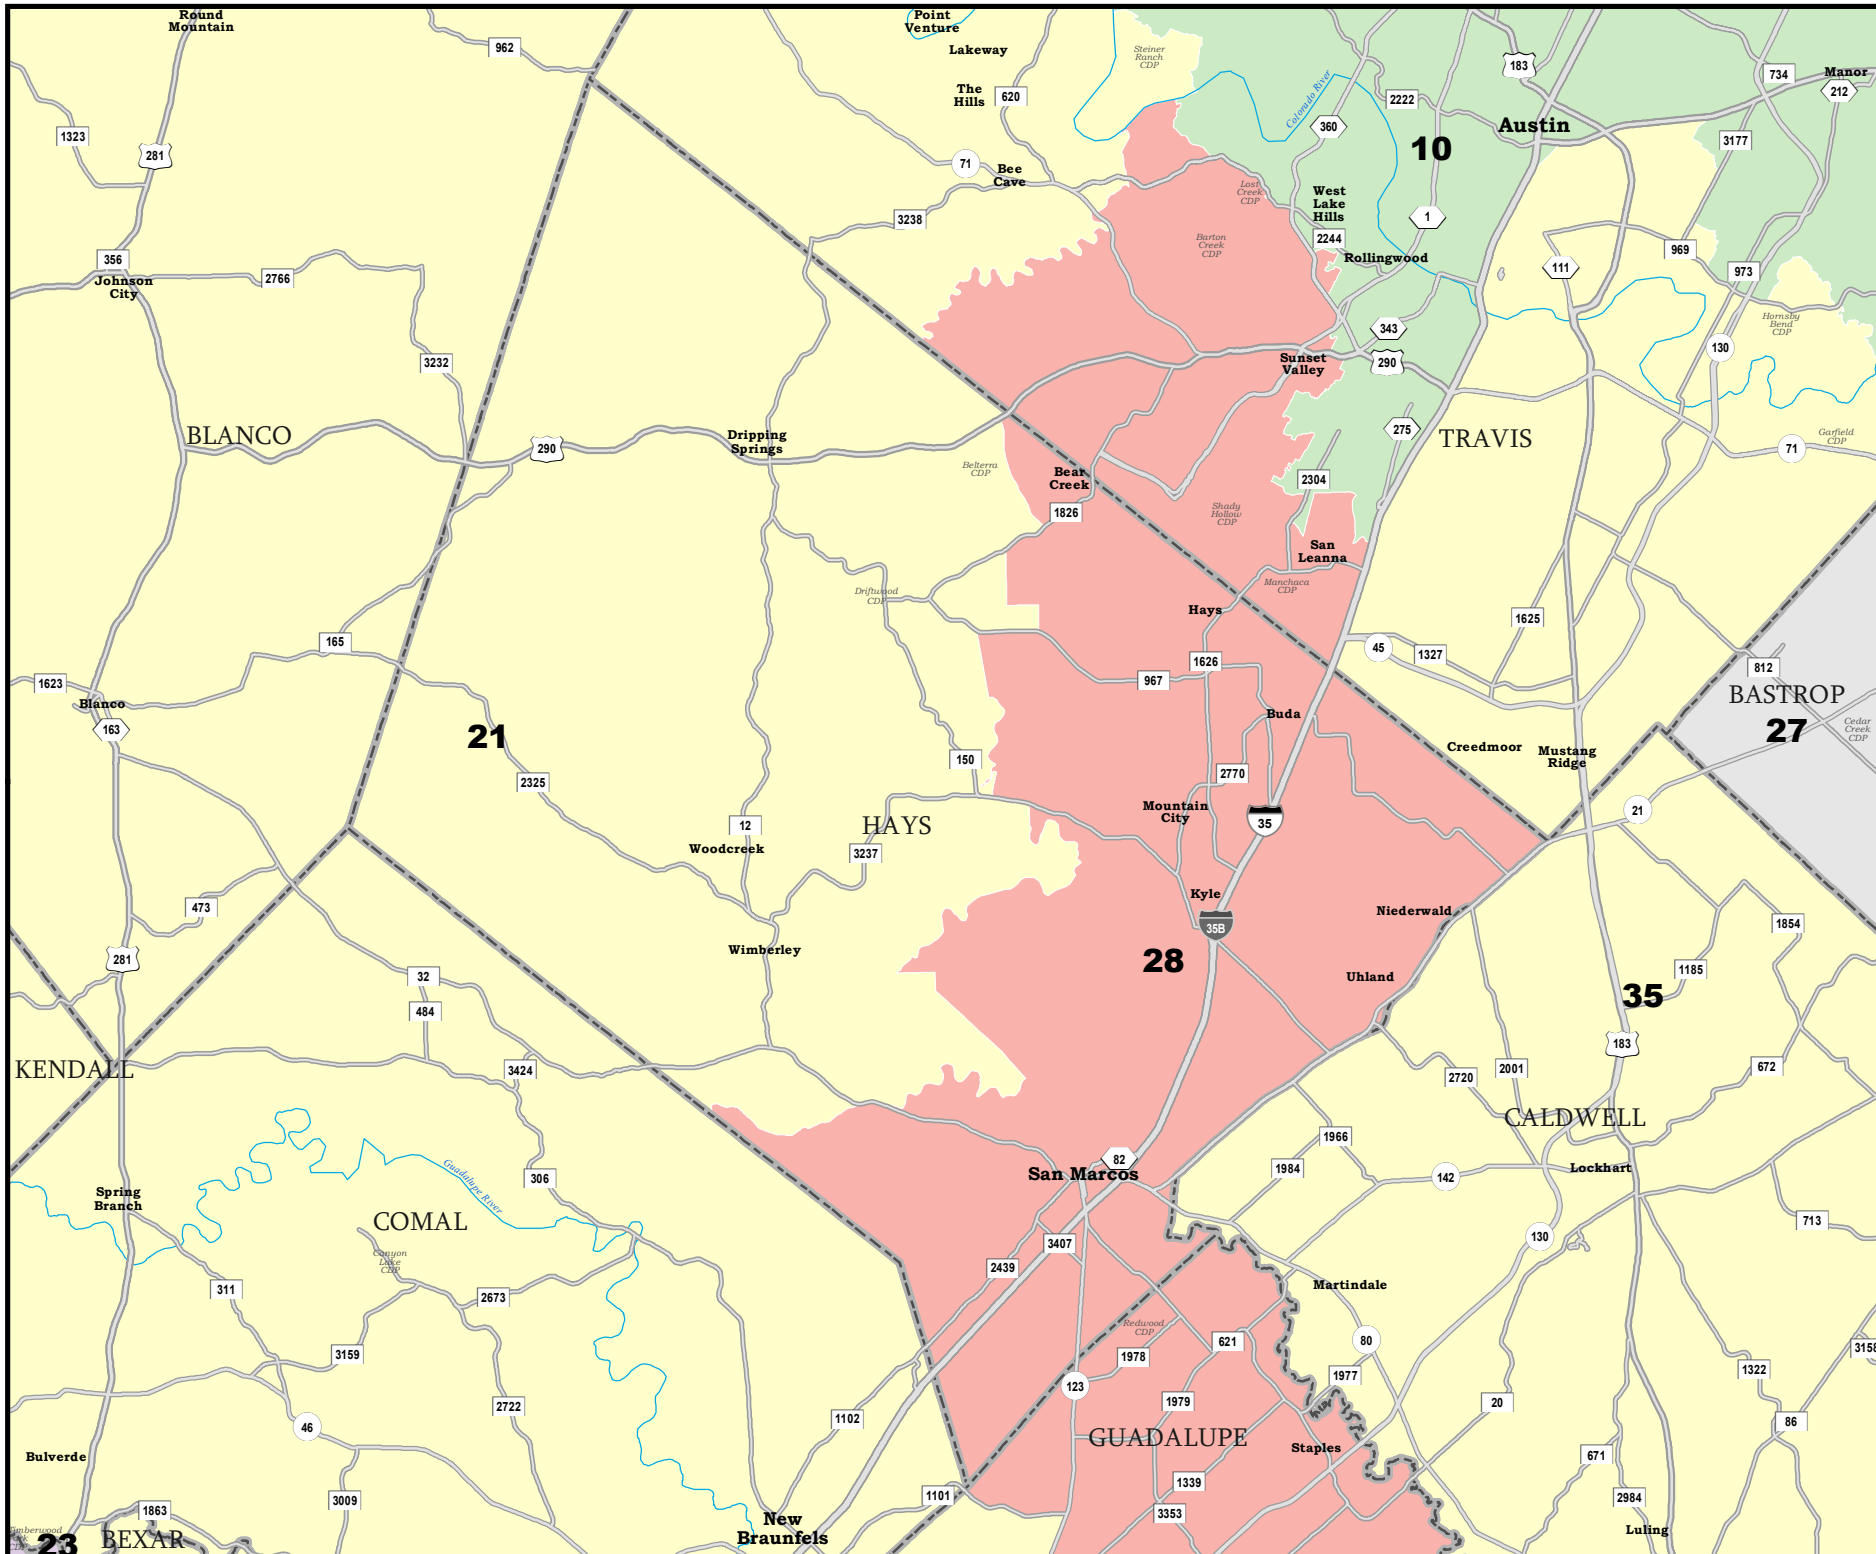 Round
Mountain
962
Point
Venture
Lakeway
The
Hills
620
Steiner
Ranch
CDP
Colorado River
183
734
Manor
212
2222
360
Austin
10
3177
1323
281
71
Bee
Cave
3238
Lost
Creek
CDP
West
Lake
Hills
1
2244
Rollingwood
Barton
Creek
CDP
111
969
973
356
Johnson
City
2766
343
290
Hornsby
Bend
CDP
130
Sunset
Valley
3232
BLANCO
290
Dripping
Springs
Belterra
CDP
Bear
Creek
1826
275
TRAVIS
Garfield
CDP
71
2304
Shady
Hollow
CDP
San
Leanna
Manchaca
CDP
Driftwood
CDP
Hays
1625
165
45
1327
1626
967
812
BASTROP
27
Cedar
Creek
CDP
1623
Blanco
163
21
Buda
Creedmoor
Mustang
Ridge
150
2770
2325
12
HAYS
Woodcreek
3237
Mountain
City
35
21
Kyle
35B
Niederwald
1854
473
Wimberley
281
28
Uhland
1185
35
32
484
183
KENDALL
3424
2720
2001
672
CALDWELL
1966
1984
142
Lockhart
82
San Marcos
Guadalupe River
306
Spring
Branch
COMAL
713
Canyon
Lake
CDP
3407
2439
130
311
2673
Martindale
Redwood
CDP
621
80
3159
1978
3158
1322
123
1977
1979
20
2722
46
1102
GUADALUPE
Staples
86
Bulverde
671
1339
1101
3009
2984
1863
3353
New
Braunfels
Luling
Timberwood
Park
CDP
23
BEXAR